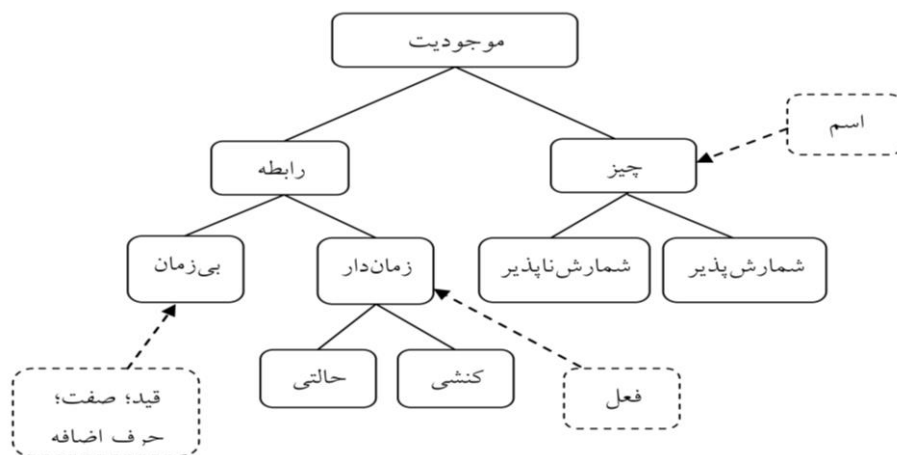 موجودیت
اسم
چیز
رابطه
شمارش‌پذیر
شمارش‌ناپذیر
زمان‌دار
بی‌زمان
کنشی
حالتی
فعل
قید؛ صفت؛
حرف اضافه